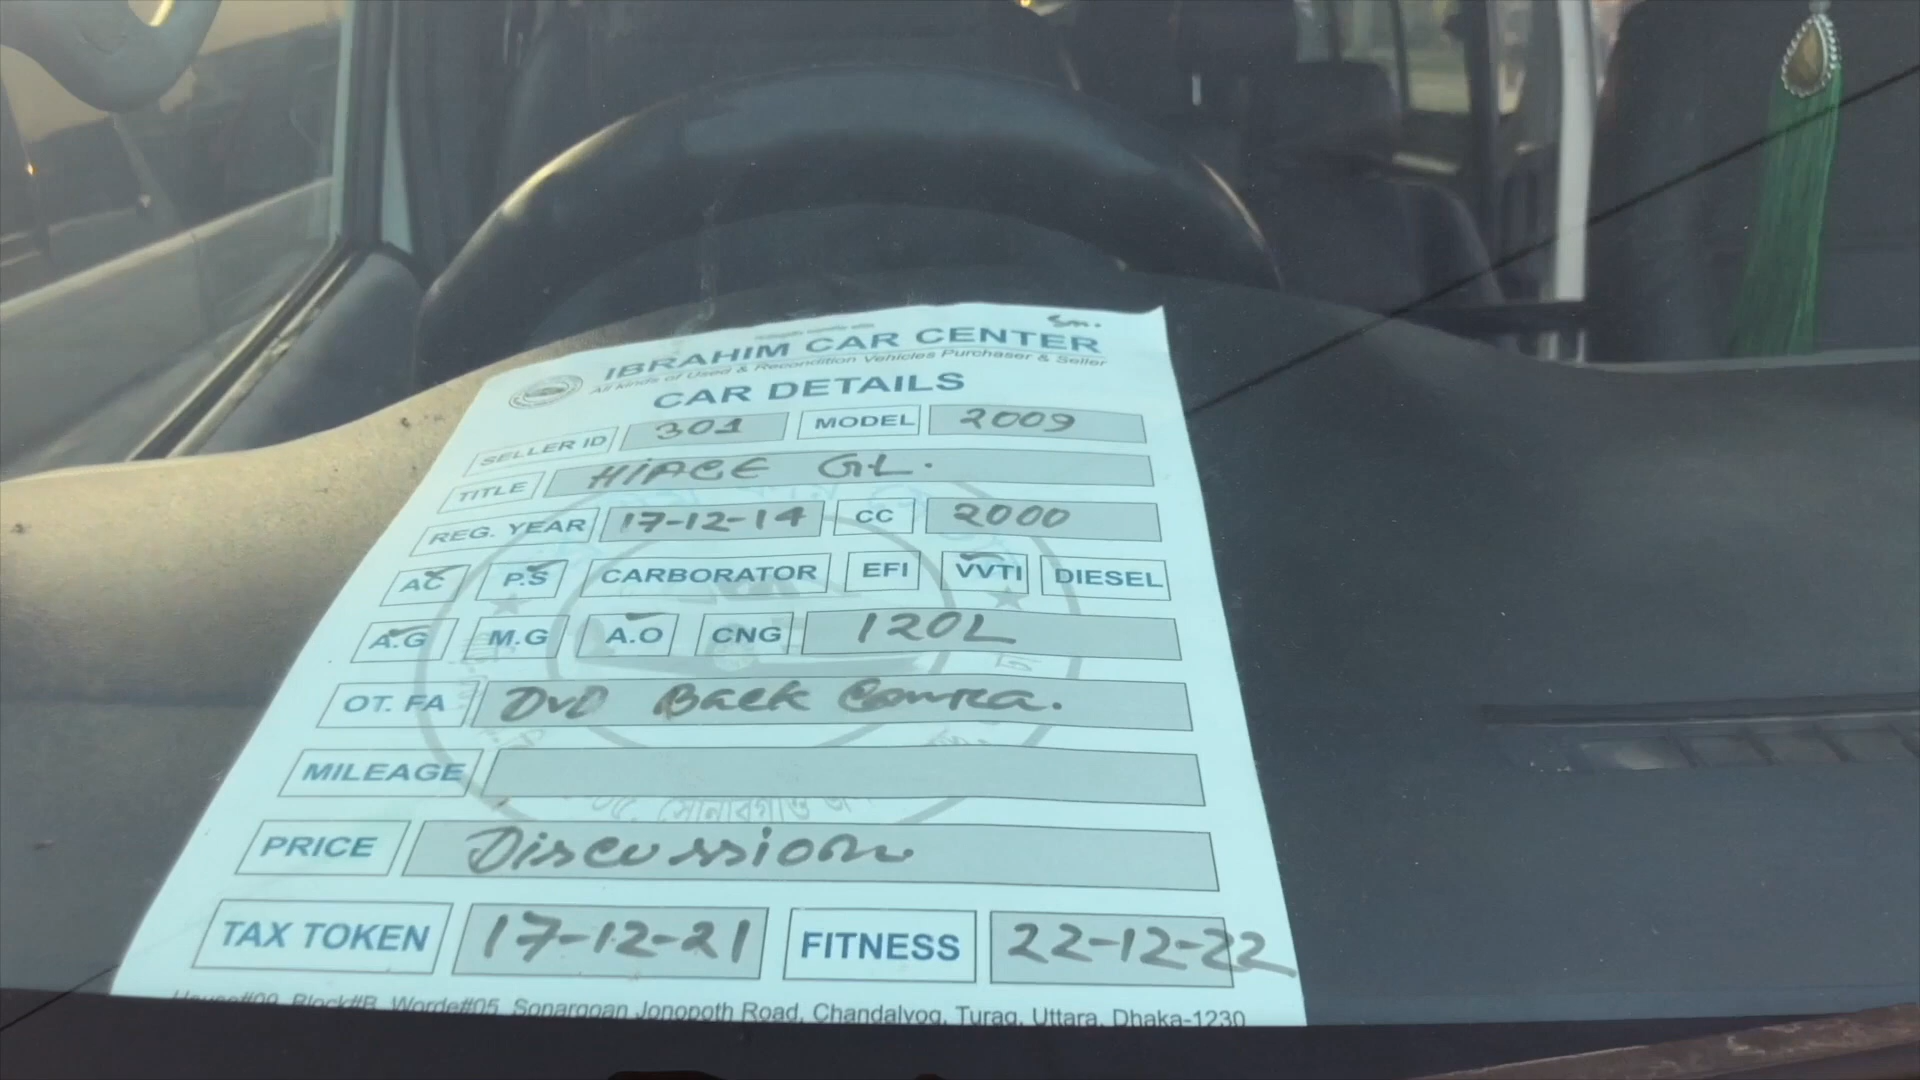 Sm.
IBRAHIM CAR CENTER
All kinds of Used & Recondition Vehicles Purchaser & Seller
CAR DETAILS
SELLER ID 301 MODEL 2009
TITLE HIACE GL.
REG. YEAR 17-12-14 CC 2000
AC P.S CARBORATOR EFI VVTI DIESEL
A.G M.G A.O CNG 120L
OT. FA DVD Back Camra.
MILEAGE
সোনারগাঁও
PRICE Discussion
TAX TOKEN 17-12-21 FITNESS 22-12-22
Block#B, Worde#05, Sonargoan Jonopoth Road, Chandalvog, Turag, Uttara, Dhaka-1230